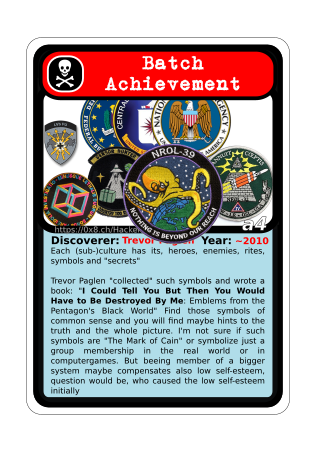 Batch
Achievement
NROL-39
NOTHING IS BEYOND OUR REACH
https://0x8.ch/Hacker
a4
Discoverer: Trevor Paglen Year: ~2010
Each (sub-)culture has its, heroes, enemies, rites,
symbols and "secrets"
Trevor Paglen "collected" such symbols and wrote a
book: "I Could Tell You But Then You Would
Have to Be Destroyed By Me: Emblems from the
Pentagon's Black World" Find those symbols of
common sense and you will find maybe hints to the
truth and the whole picture. I'm not sure if such
symbols are "The Mark of Cain" or symbolize just a
group membership in the real world or in
computergames. But beeing member of a bigger
system maybe compensates also low self-esteem,
question would be, who caused the low self-esteem
initially